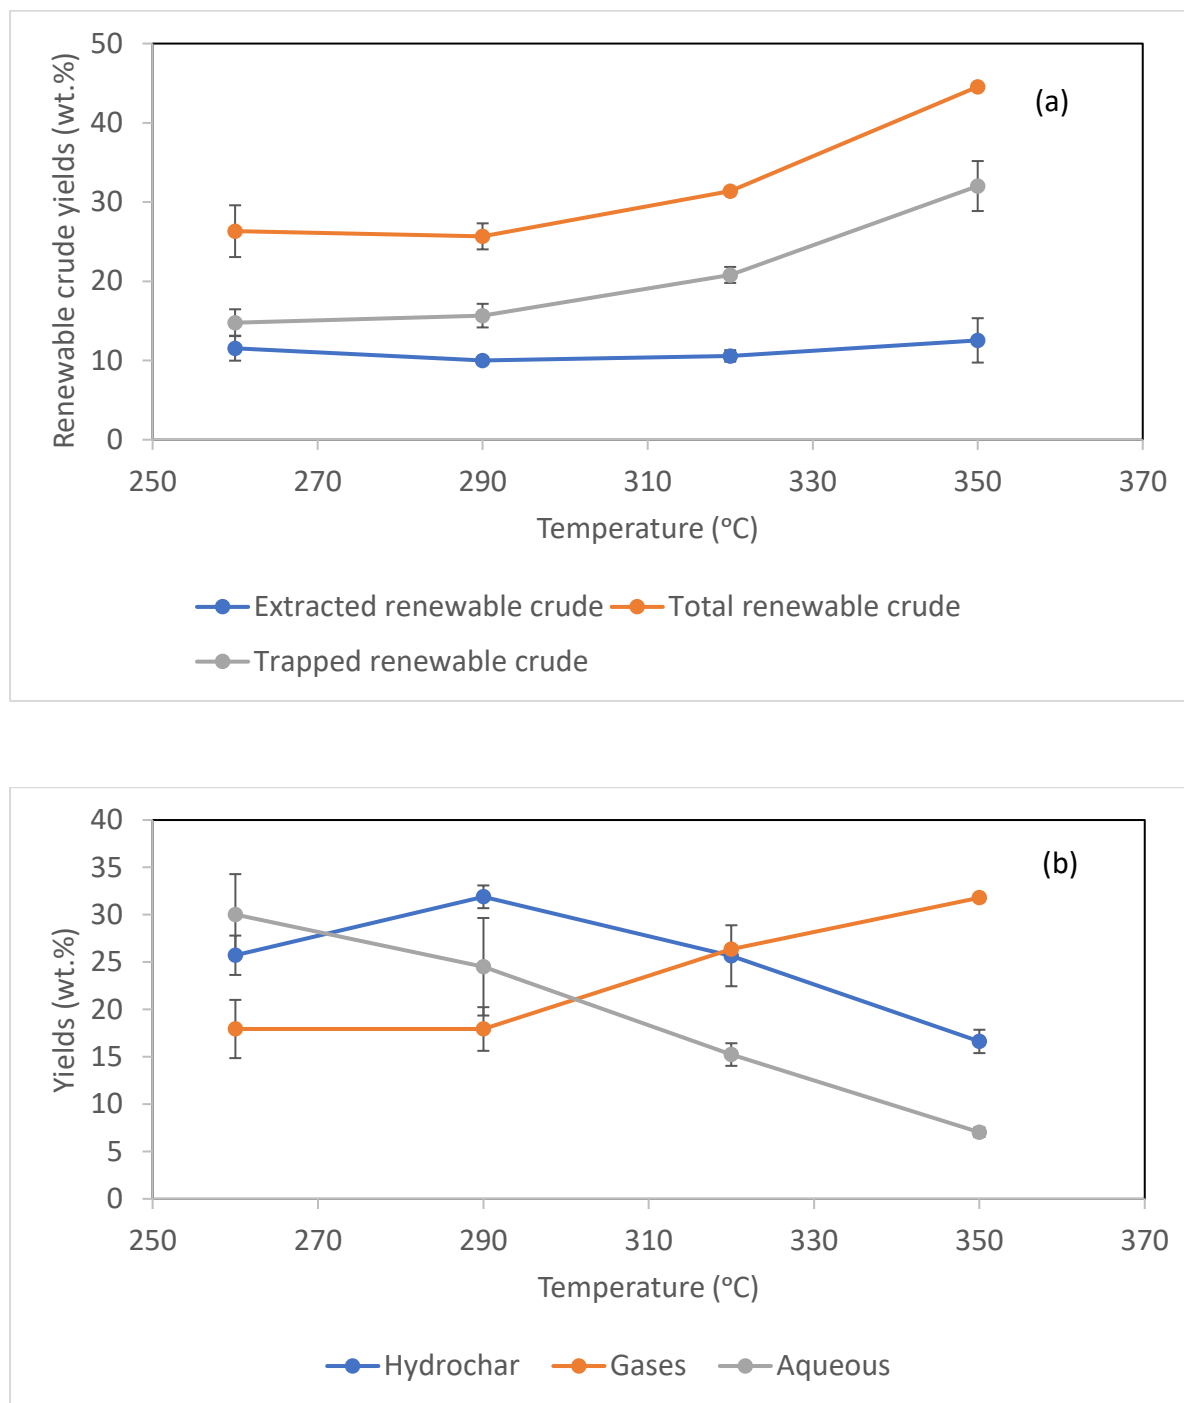 50
40
30
20
10
0
Renewable crude yields (wt.%)
(a)
250 270 290 310 330 350 370
Temperature (°C)
Extracted renewable crude Total renewable crude
Trapped renewable crude
40
35
30
25
20
15
10
5
0
Yields (wt.%)
(b)
250 270 290 310 330 350 370
Temperature (°C)
Hydrochar Gases Aqueous